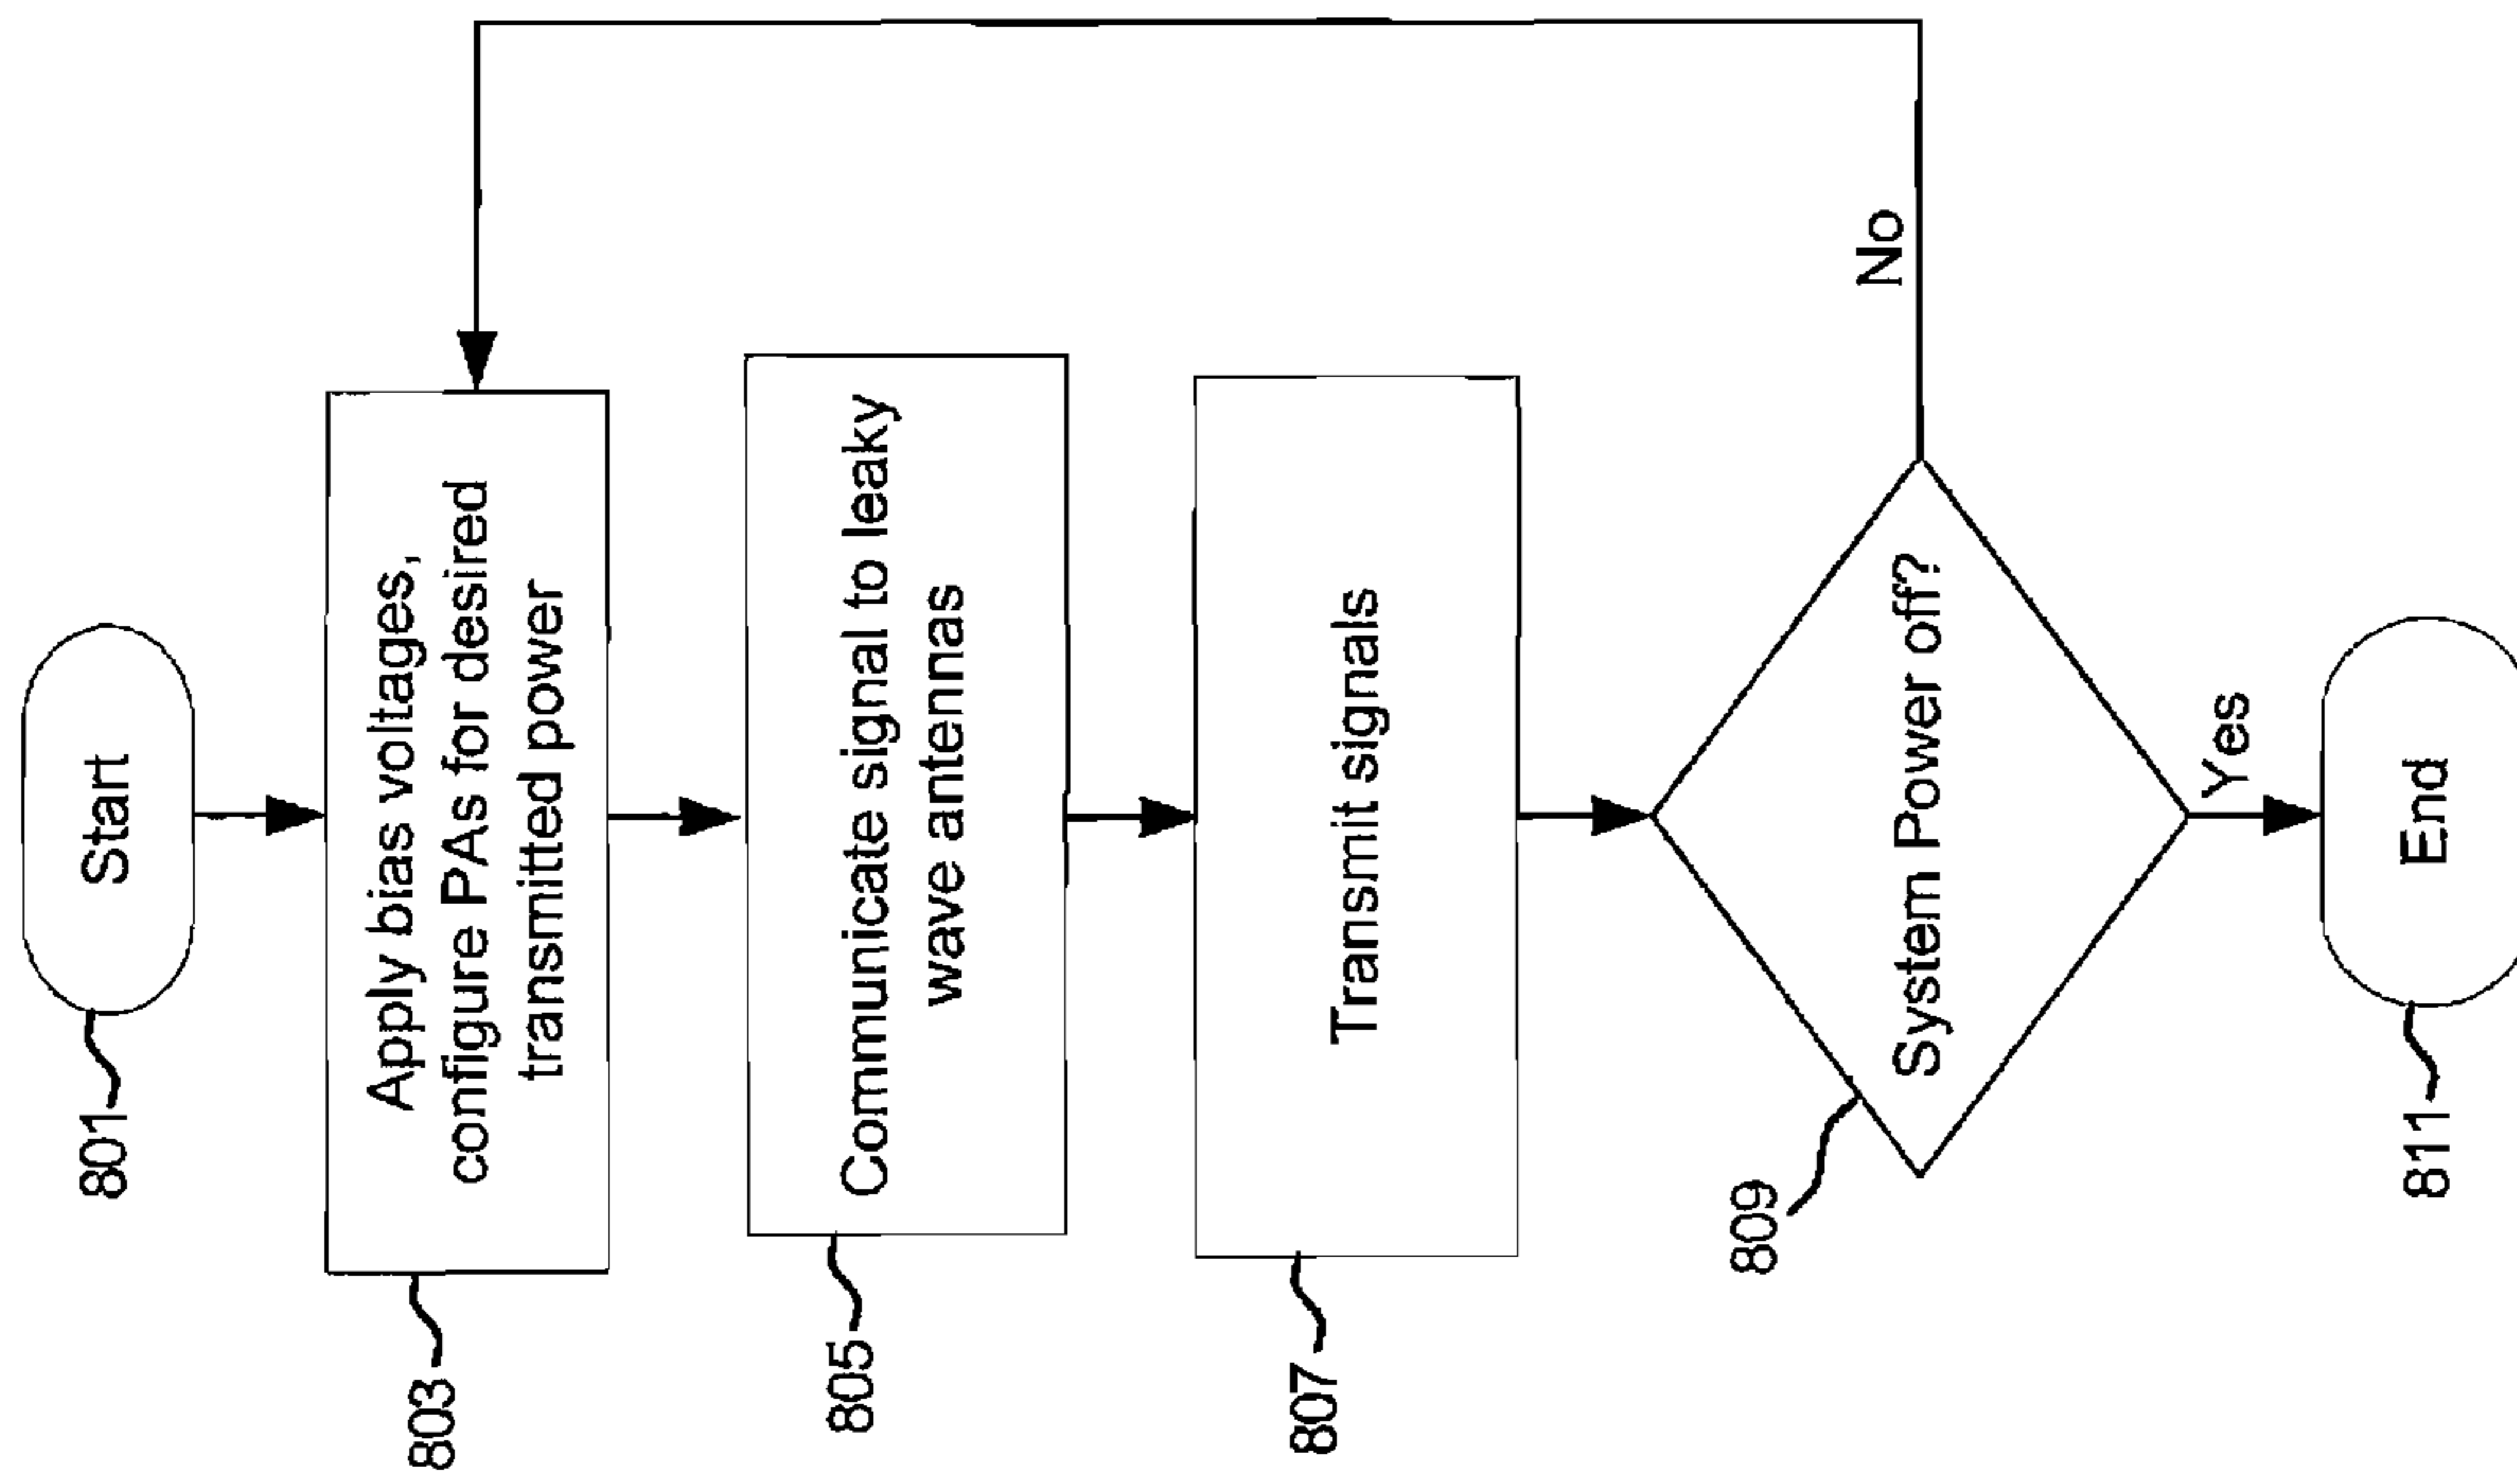 801
Start
803
Apply bias voltages,
configure PAs for desired
transmitted power
805
Communicate signal to leaky
wave antennas
807
Transmit signals
809
System Power off?
No
Yes
811
End